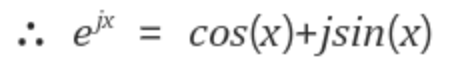 ∴ e^{jx} = cos(x)+jsin(x)